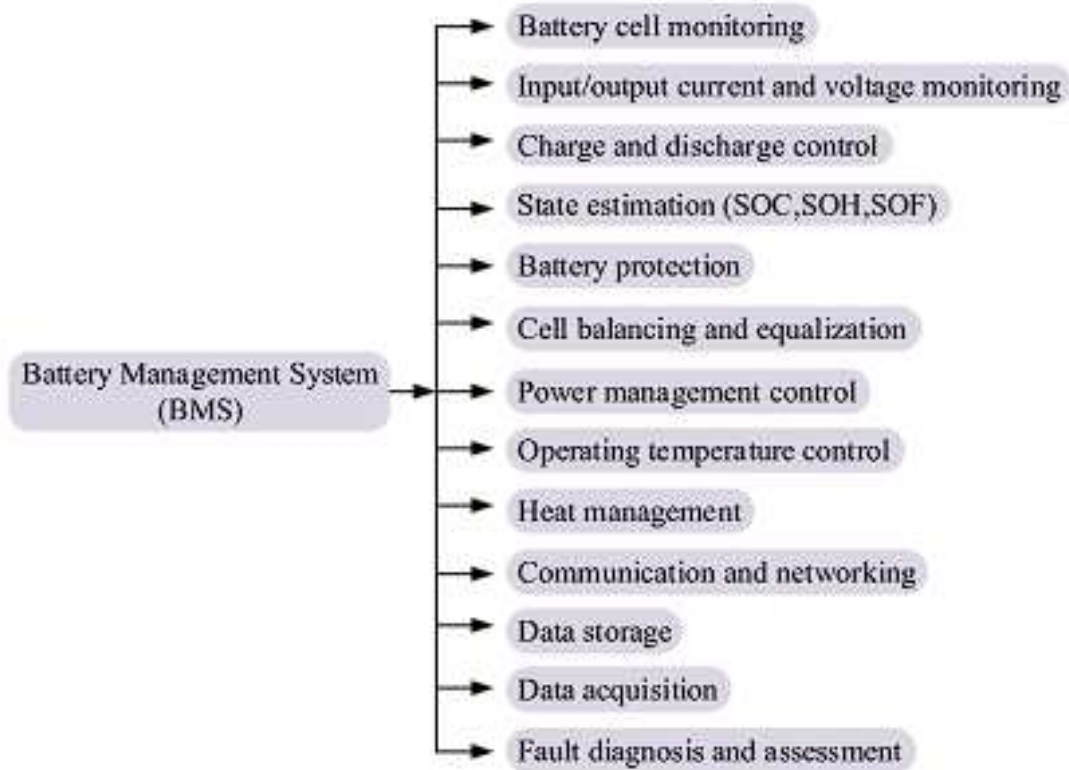 Battery cell monitoring
Input/output current and voltage monitoring
Charge and discharge control
State estimation (SOC,SOH,SOF)
Battery protection
Cell balancing and equalization
Battery Management System
(BMS)
Power management control
Operating temperature control
Heat management
Communication and networking
Data storage
Data acquisition
Fault diagnosis and assessment